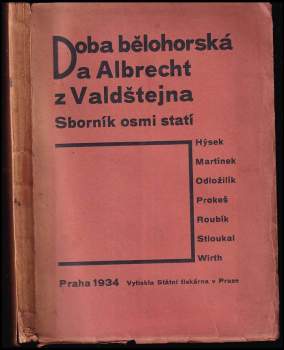 Doba bělohorská
a Albrecht
z Valdštejna
Sborník osmi statí
Hýsek
Martínek
Odložilík
Prokeš
Roubík
Stloukal
Wirth
Praha 1934 Vytiskla Státní tiskárna v Praze